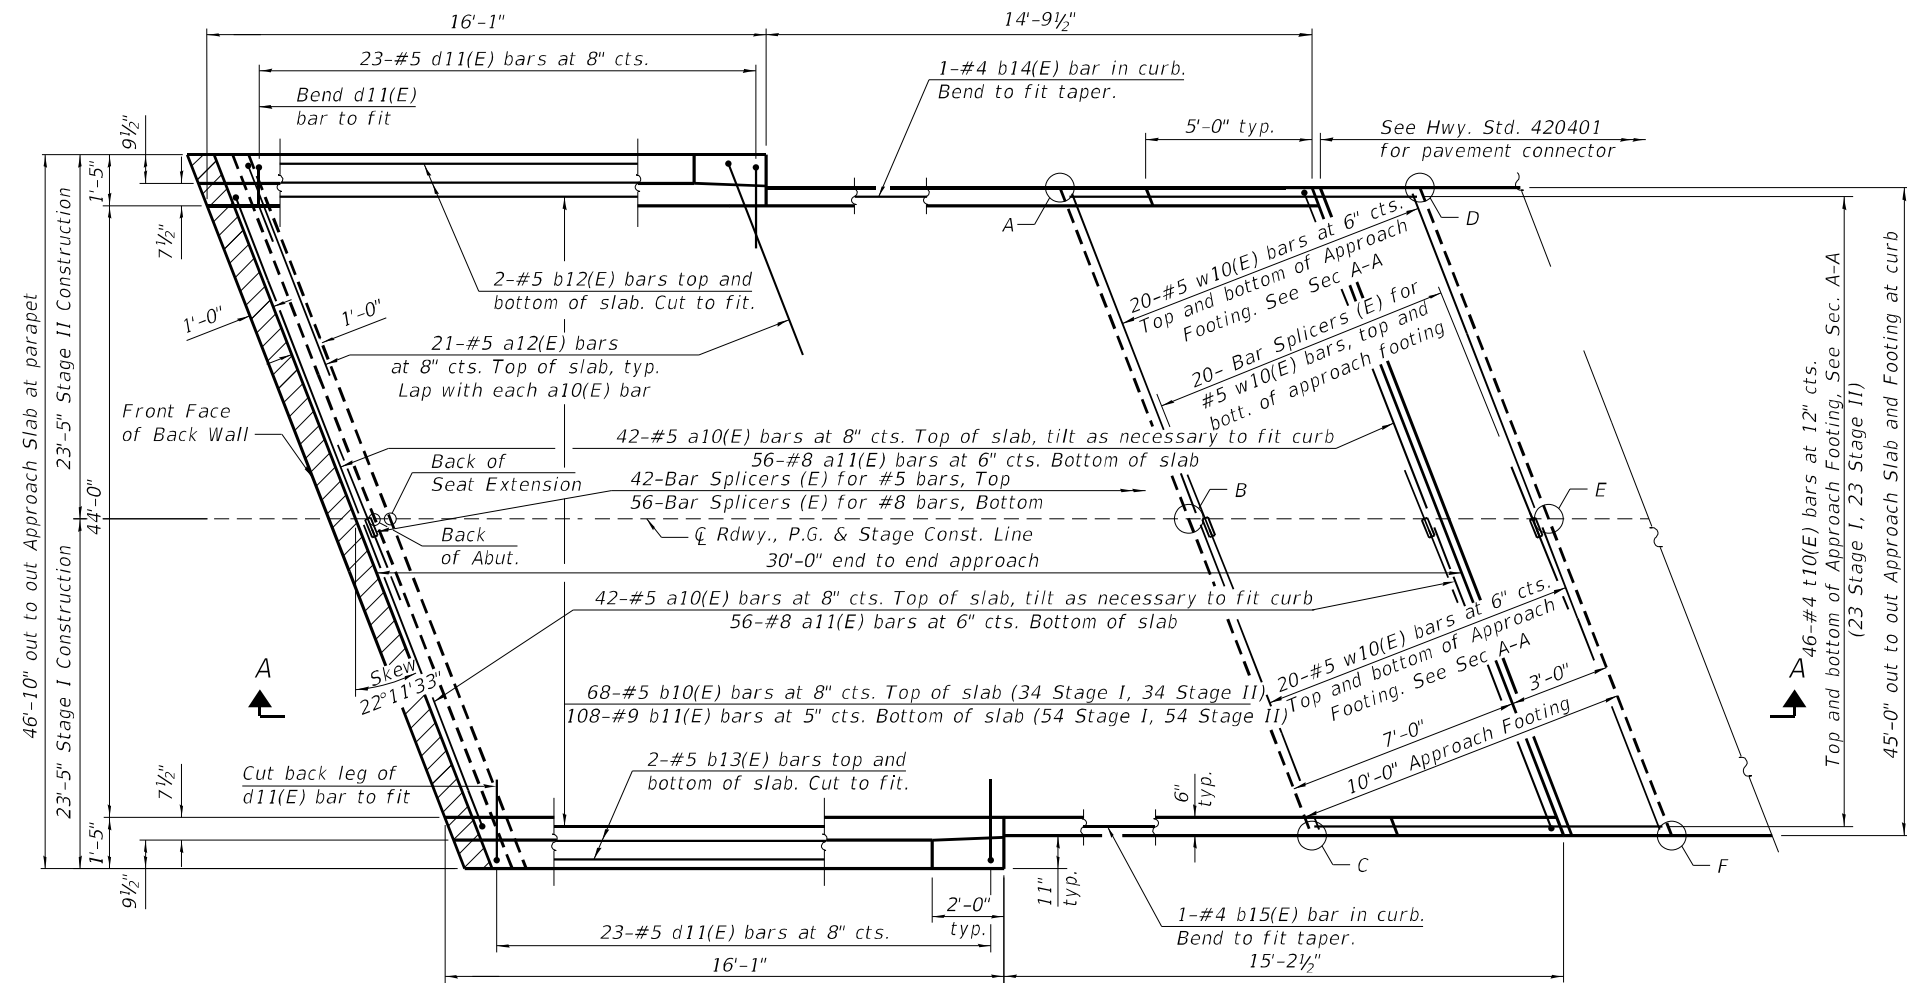 16'-1"
14'-9½"
23-#5 d11(E) bars at 8" cts.
1-#4 b14(E) bar in curb.
Bend to fit taper.
Bend d11(E)
bar to fit
5'-0" typ.
See Hwy. Std. 420401
for pavement connector
9½"
1'-5"
7½"
A
D
46'-10" out to out Approach Slab at parapet
23'-5" Stage II Construction
23'-5" Stage I Construction
44'-0"
2-#5 b12(E) bars top and
bottom of slab. Cut to fit.
1'-0"
1'-0"
21-#5 a12(E) bars
at 8" cts. Top of slab, typ.
Lap with each a10(E) bar
20-#5 w10(E) bars at 6" cts.
Top and bottom of Approach
Footing. See Sec A-A
20- Bar Splicers (E) for
#5 w10(E) bars, top and
bott. of approach footing
Front Face
of Back Wall
42-#5 a10(E) bars at 8" cts. Top of slab, tilt as necessary to fit curb
56-#8 a11(E) bars at 6" cts. Bottom of slab
Back of
Seat Extension
42-Bar Splicers (E) for #5 bars, Top
56-Bar Splicers (E) for #8 bars, Bottom
B
E
℄ Rdwy., P.G. & Stage Const. Line
Back
of Abut.
30'-0" end to end approach
42-#5 a10(E) bars at 8" cts. Top of slab, tilt as necessary to fit curb
56-#8 a11(E) bars at 6" cts. Bottom of slab
20-#5 w10(E) bars at 6" cts.
Top and bottom of Approach
Footing. See Sec A-A
46-#4 t10(E) bars at 12" cts.
Top and bottom of Approach Footing, See Sec. A-A
(23 Stage I, 23 Stage II)
45'-0" out to out Approach Slab and Footing at curb
A
Skew
22°11'33"
68-#5 b10(E) bars at 8" cts. Top of slab (34 Stage I, 34 Stage II)
108-#9 b11(E) bars at 5" cts. Bottom of slab (54 Stage I, 54 Stage II)
A
3'-0"
7'-0"
10'-0" Approach Footing
2-#5 b13(E) bars top and
bottom of slab. Cut to fit.
Cut back leg of
d11(E) bar to fit
7½"
1'-5"
9½"
6"
typ.
C
F
11"
typ.
2'-0"
typ.
1-#4 b15(E) bar in curb.
Bend to fit taper.
23-#5 d11(E) bars at 8" cts.
16'-1"
15'-2½"